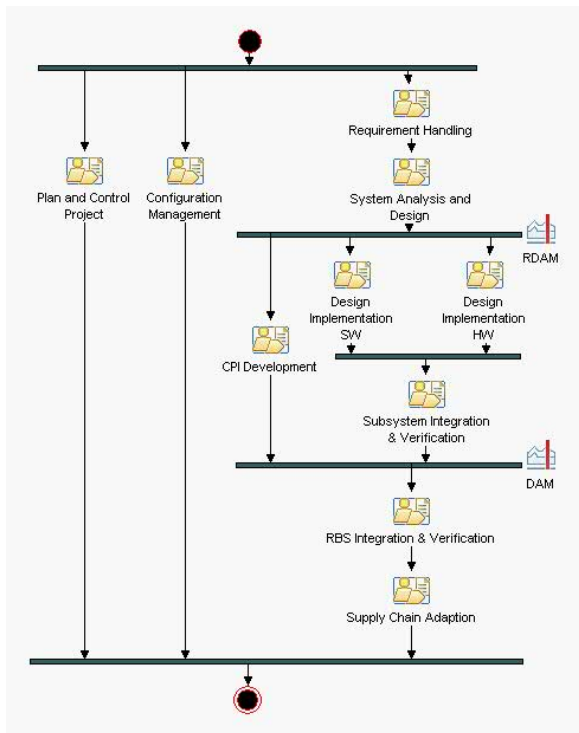 Requirement Handling
Plan and Control
Project
Configuration
Management
System Analysis and
Design
RDAM
Design
Implementation
SW
Design
Implementation
HW
CPI Development
Subsystem Integration
& Verification
DAM
RBS Integration & Verification
Supply Chain Adaption